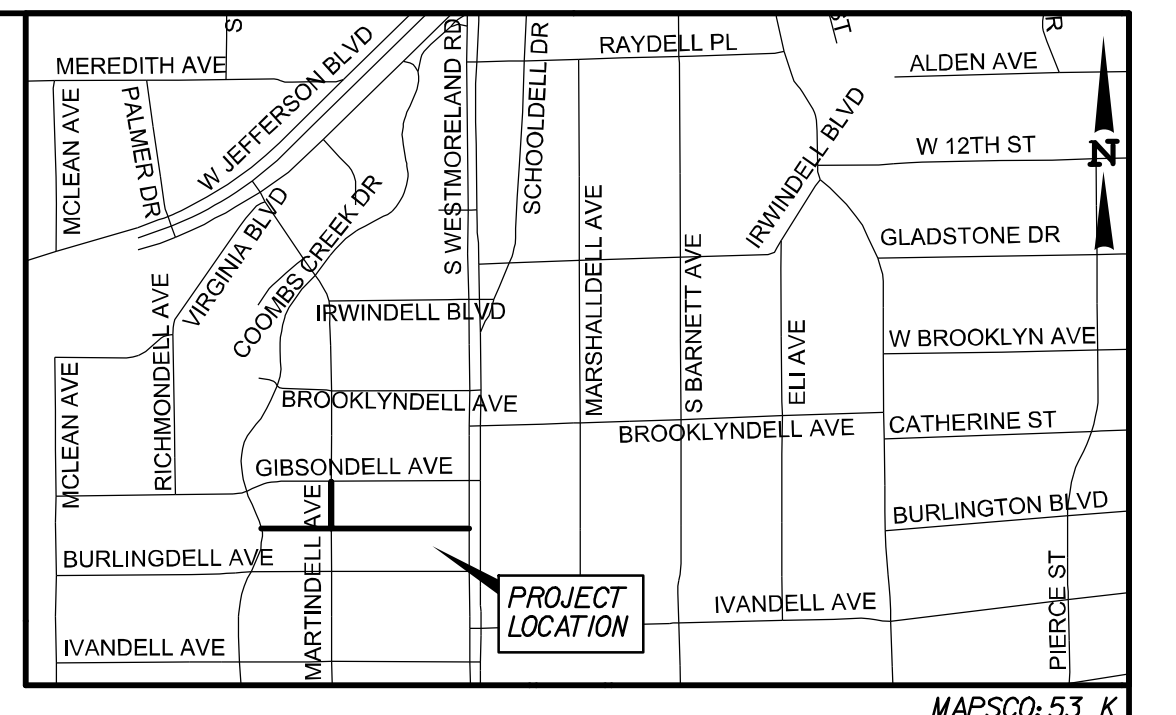 S
ST
R
MEREDITH AVE
W JEFFERSON BLVD
S WESTMORELAND RD
SCHOOLDELL DR
RAYDELL PL
ALDEN AVE
MCLEAN AVE
PALMER DR
IRWINDELL BLVD
W 12TH ST
N
VIRGINIA BLVD
COOMBS CREEK DR
MARSHALLDELL AVE
S BARNETT AVE
GLADSTONE DR
RICHMONDELL AVE
IRWINDELL BLVD
ELI AVE
W BROOKLYN AVE
MCLEAN AVE
BROOKLYNDELL AVE
BROOKLYNDELL AVE
CATHERINE ST
GIBSONDELL AVE
MARTINDELL AVE
BURLINGTON BLVD
BURLINGDELL AVE
PROJECT
LOCATION
IVANDELL AVE
PIERCE ST
IVANDELL AVE
MAPSCO: 53 K